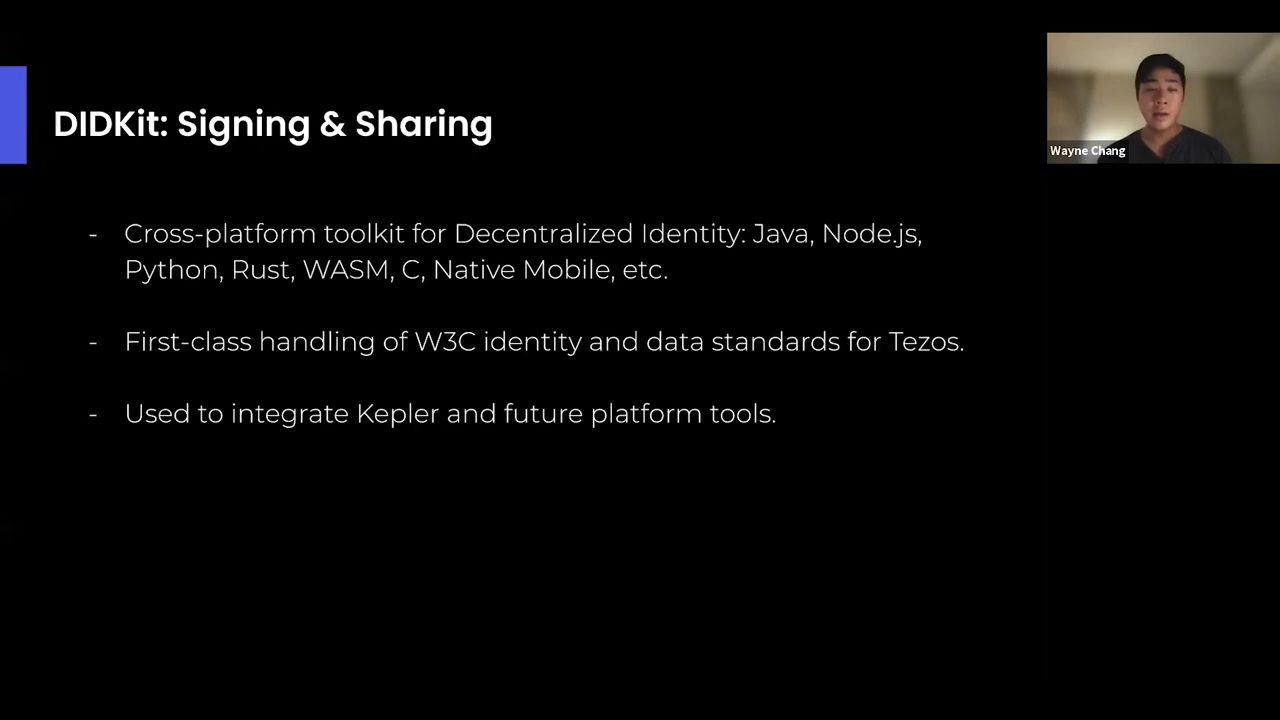 DIDKit: Signing & Sharing
Wayne Chang
- Cross-platform toolkit for Decentralized Identity: Java, Node.js,
Python, Rust, WASM, C, Native Mobile, etc.
- First-class handling of W3C identity and data standards for Tezos.
- Used to integrate Kepler and future platform tools.